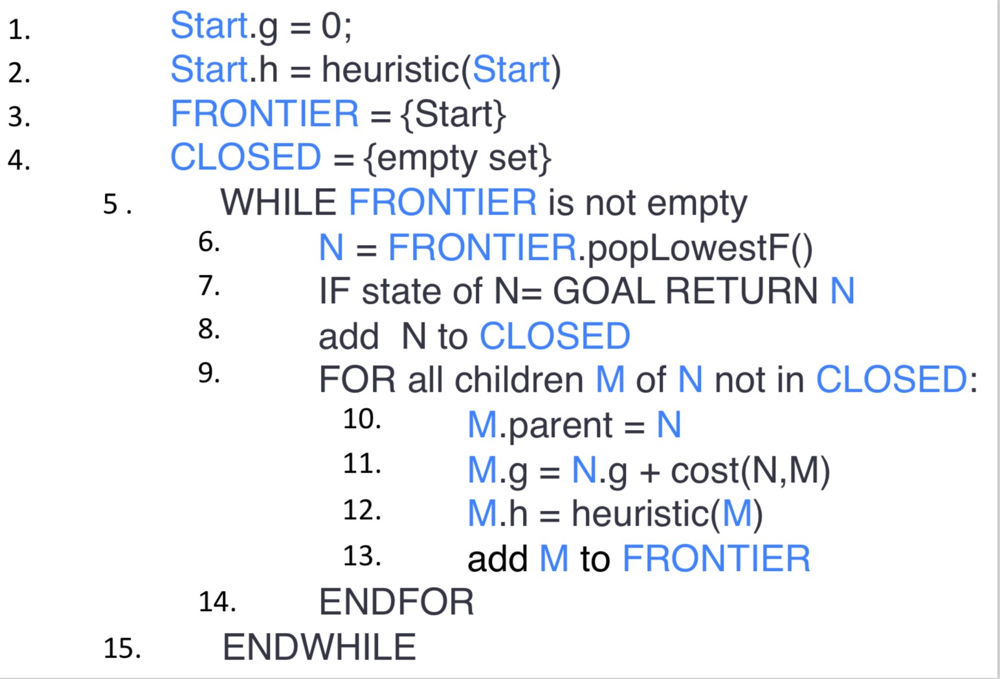 1. Start.g = 0;
2. Start.h = heuristic(Start)
3. FRONTIER = {Start}
4. CLOSED = {empty set}
5 . WHILE FRONTIER is not empty
6. N = FRONTIER.popLowestF()
7. IF state of N= GOAL RETURN N
8. add N to CLOSED
9. FOR all children M of N not in CLOSED:
10. M.parent = N
11. M.g = N.g + cost(N,M)
12. M.h = heuristic(M)
13. add M to FRONTIER
14. ENDFOR
15. ENDWHILE